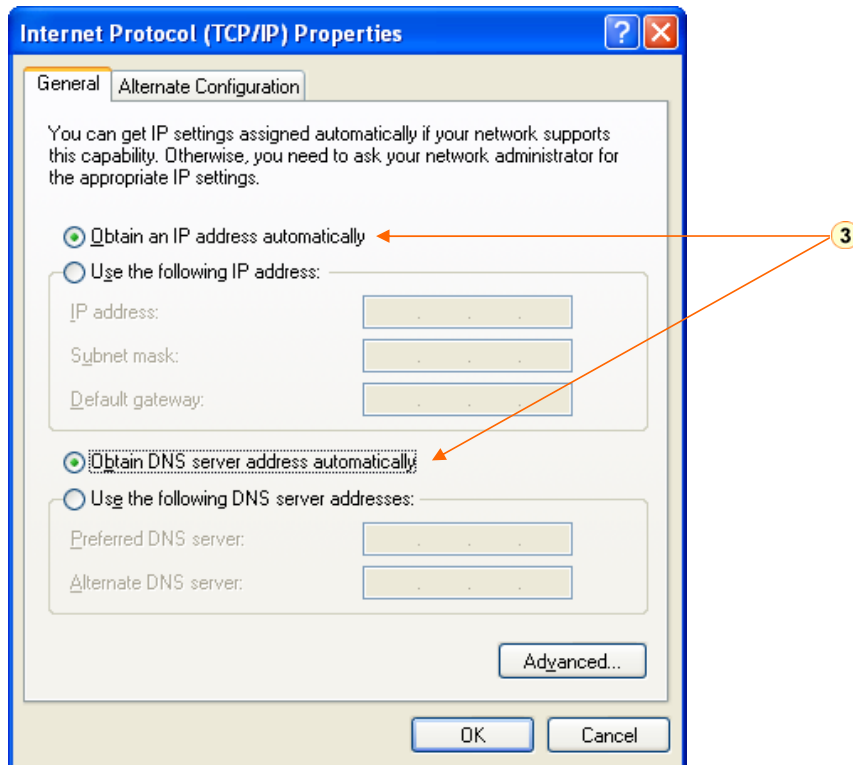 Internet Protocol (TCP/IP) Properties
General
Alternate Configuration
You can get IP settings assigned automatically if your network supports
this capability. Otherwise, you need to ask your network administrator for
the appropriate IP settings.
Obtain an IP address automatically
3
Use the following IP address:
IP address:
Subnet mask:
Default gateway:
Obtain DNS server address automatically
Use the following DNS server addresses:
Preferred DNS server:
Alternate DNS server:
Advanced...
OK
Cancel